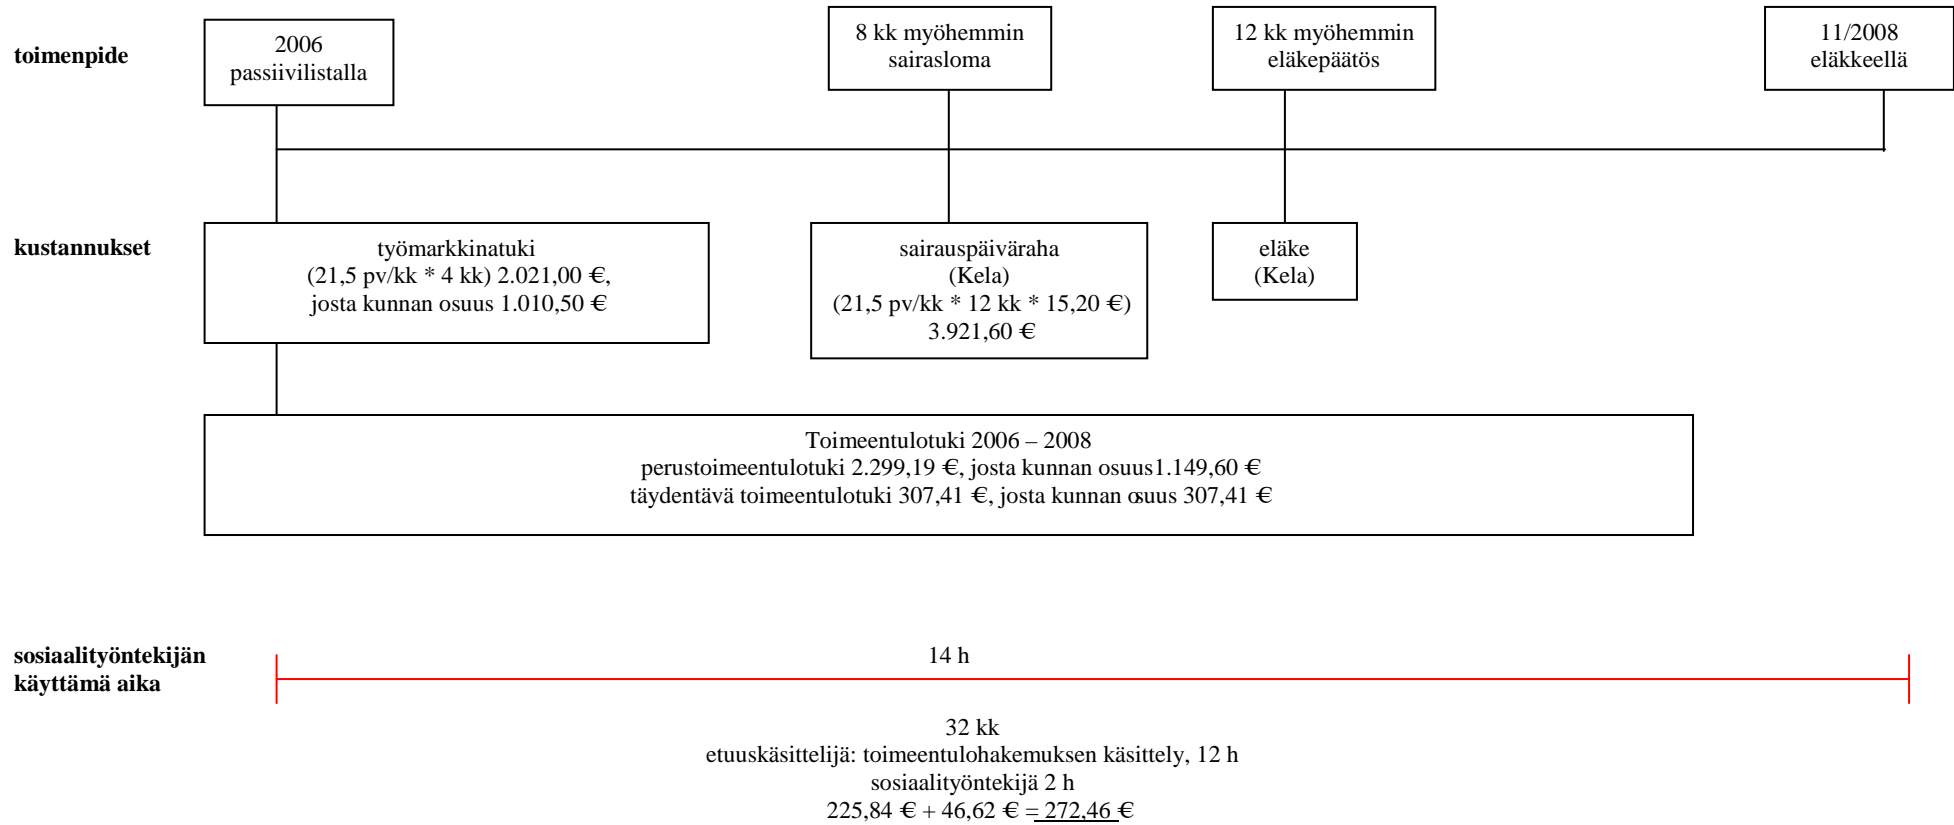 toimenpide
2006
passiivilistalla
8 kk myöhemmin
sairasloma
12 kk myöhemmin
eläkepäätös
11/2008
eläkkeellä
kustannukset
työmarkkinatuki
(21,5 pv/kk * 4 kk) 2.021,00 €,
josta kunnan osuus 1.010,50 €
sairauspäiväraha
(Kela)
(21,5 pv/kk * 12 kk * 15,20 €)
3.921,60 €
eläke
(Kela)
Toimeentulotuki 2006 – 2008
perustoimeentulotuki 2.299,19 €, josta kunnan osuus1.149,60 €
täydentävä toimeentulotuki 307,41 €, josta kunnan osuus 307,41 €
sosiaalityöntekijän
käyttämä aika
14 h
32 kk
etuuskäsittelijä: toimeentulohakemuksen käsittely, 12 h
sosiaalityöntekijä 2 h
225,84 € + 46,62 € = 272,46 €